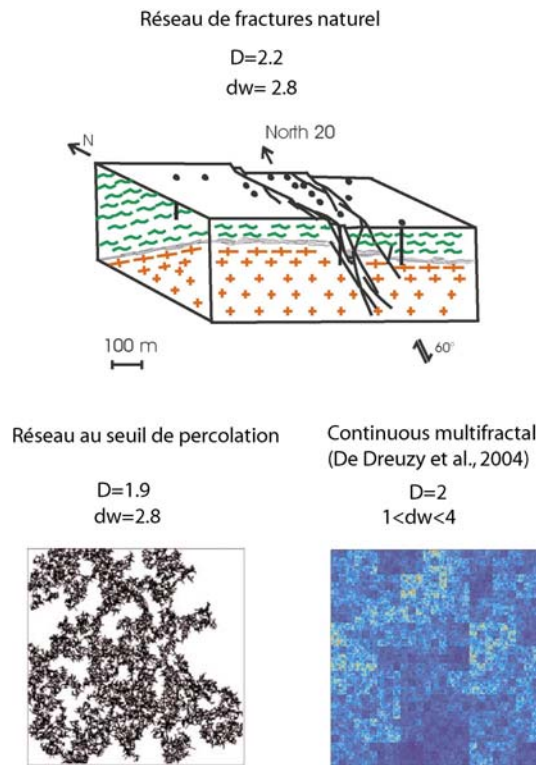 Réseau de fractures naturel
D=2.2
dw= 2.8
N
North 20
100 m
60°
Réseau au seuil de percolation
D=1.9
dw=2.8
Continuous multifractal
(De Dreuzy et al., 2004)
D=2
1<dw<4